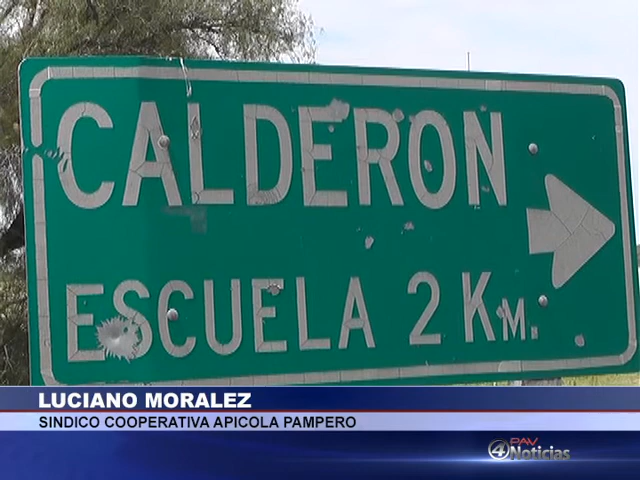 CALDERON
ESCUELA 2 KM.
LUCIANO MORALEZ
SINDICO COOPERATIVA APICOLA PAMPERO
4 PAV
Noticias